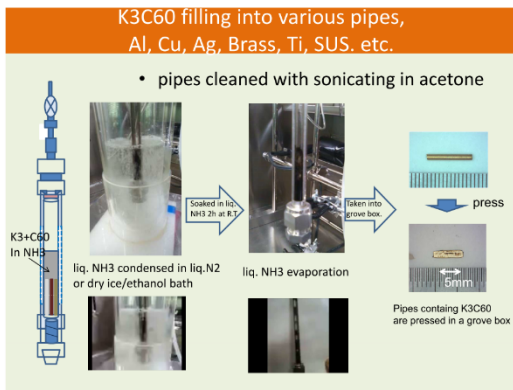 K3C60 filling into various pipes,
Al, Cu, Ag, Brass, Ti, SUS. etc.
• pipes cleaned with sonicating in acetone
K3+C60
In NH3
Soaked in liq.
NH3 2h at R.T.
Taken into
grove box.
press
5mm
liq. NH3 condensed in liq.N2
or dry ice/ethanol bath
liq. NH3 evaporation
Pipes containg K3C60
are pressed in a grove box